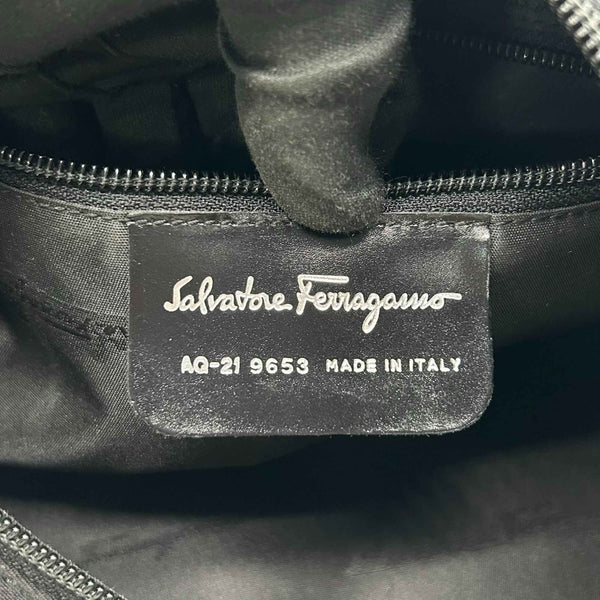 Salvatore Ferragamo
AQ-21 9653 MADE IN ITALY